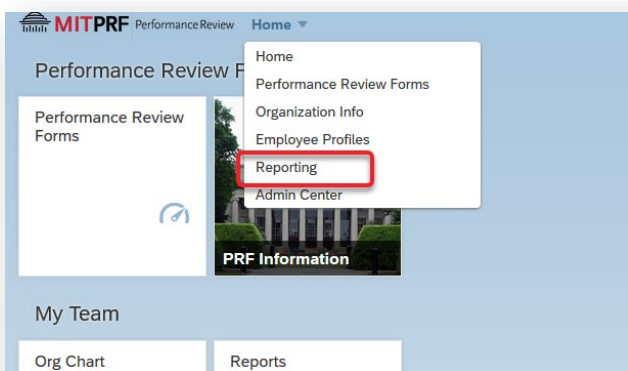 MITPRF Performance Review Home
Home
Performance Review F
Performance Review Forms
Organization Info
Employee Profiles
Reporting
Admin Center
Performance Review
Forms
PRF Information
My Team
Org Chart
Reports